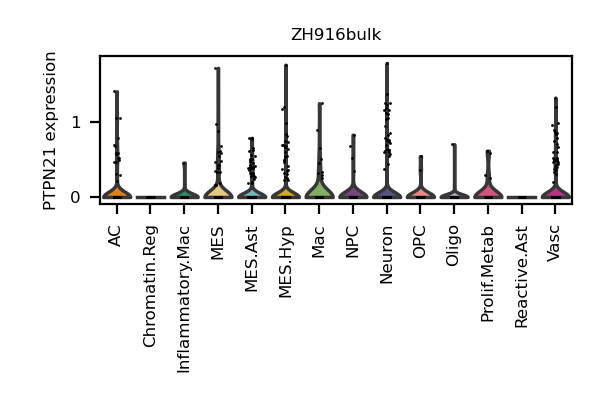 ZH916bulk
PTPN21 expression
1
0
AC
Chromatin.Reg
Inflammatory.Mac
MES
MES.Ast
MES.Hyp
Mac
NPC
Neuron
OPC
Oligo
Prolif.Metab
Reactive.Ast
Vasc